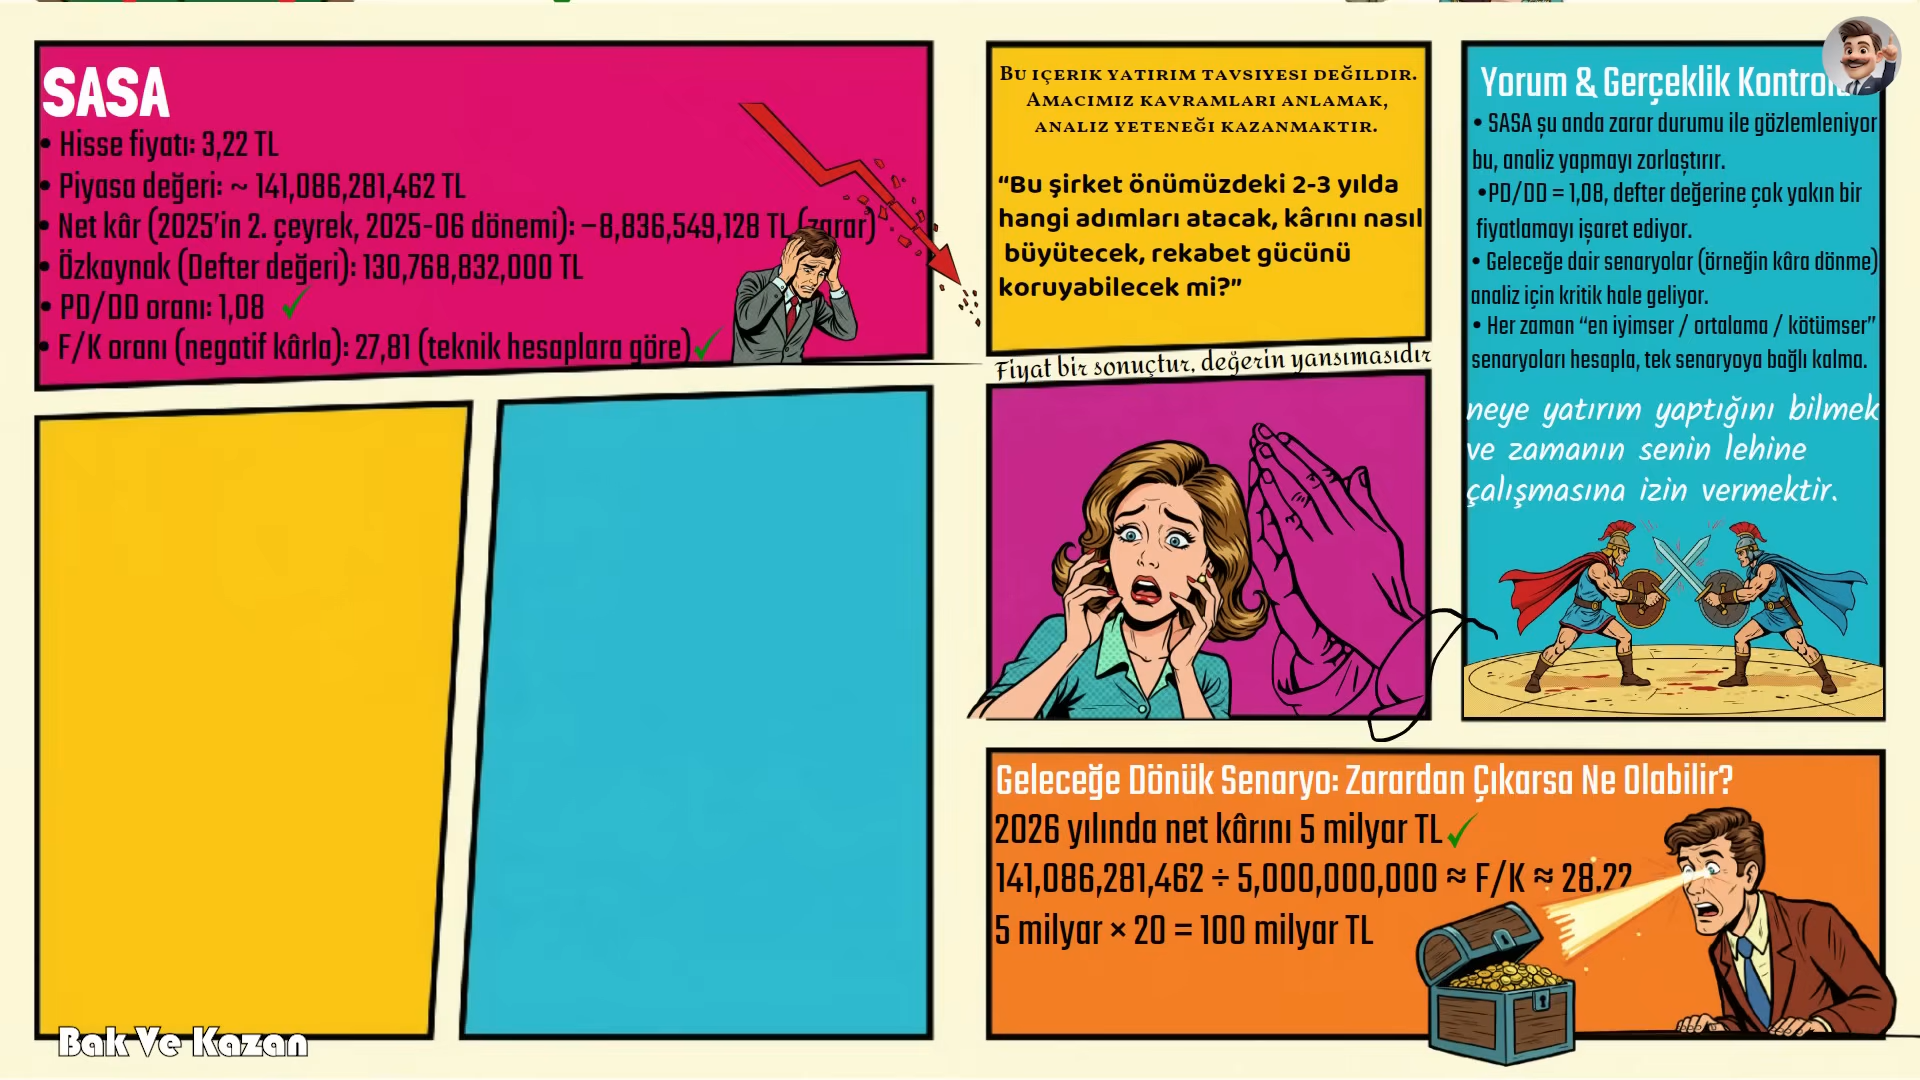 SASA
• Hisse fiyatı: 3,22 TL
• Piyasa değeri: ~ 141,086,281,462 TL
• Net kâr (2025'in 2. çeyrek, 2025-06 dönemi): −8,836,549,128 TL (zarar)
• Özkaynak (Defter değeri): 130,768,832,000 TL
• PD/DD oranı: 1,08
• F/K oranı (negatif kârla): 27,81 (teknik hesaplara göre)
BU IÇERIK YATIRIM TAVSIYESI DEĞILDIR.
AMACIMIZ KAVRAMLARI ANLAMAK,
ANALIZ YETENEĞI KAZANMAKTIR.
“Bu şirket önümüzdeki 2-3 yılda
hangi adımları atacak, kârını nasıl
büyütecek, rekabet gücünü
koruyabilecek mi?”
Fiyat bir sonuçtur, değerin yansımasıdır
Yorum & Gerçeklik
• SASA şu anda zarar durumu ile gözlemleniyor
bu, analiz yapmayı zorlaştırır.
•PD/DD = 1,08, defter değerine çok yakın bir
fiyatlamayı işaret ediyor.
• Geleceğe dair senaryolar (örneğin kâra dönme)
analiz için kritik hale geliyor.
• Her zaman “en iyimser / ortalama / kötümser”
senaryoları hesapla, tek senaryoya bağlı kalma.
neye yatırım yaptığını bilmek
ve zamanın senin lehine
çalışmasına izin vermektir.
Geleceğe Dönük Senaryo: Zarardan Çıkarsa Ne Olabilir?
2026 yılında net kârını 5 milyar TL
141,086,281,462 ÷ 5,000,000,000 ≈ F/K ≈ 28.22
5 milyar × 20 = 100 milyar TL
Bak Ve Kazan